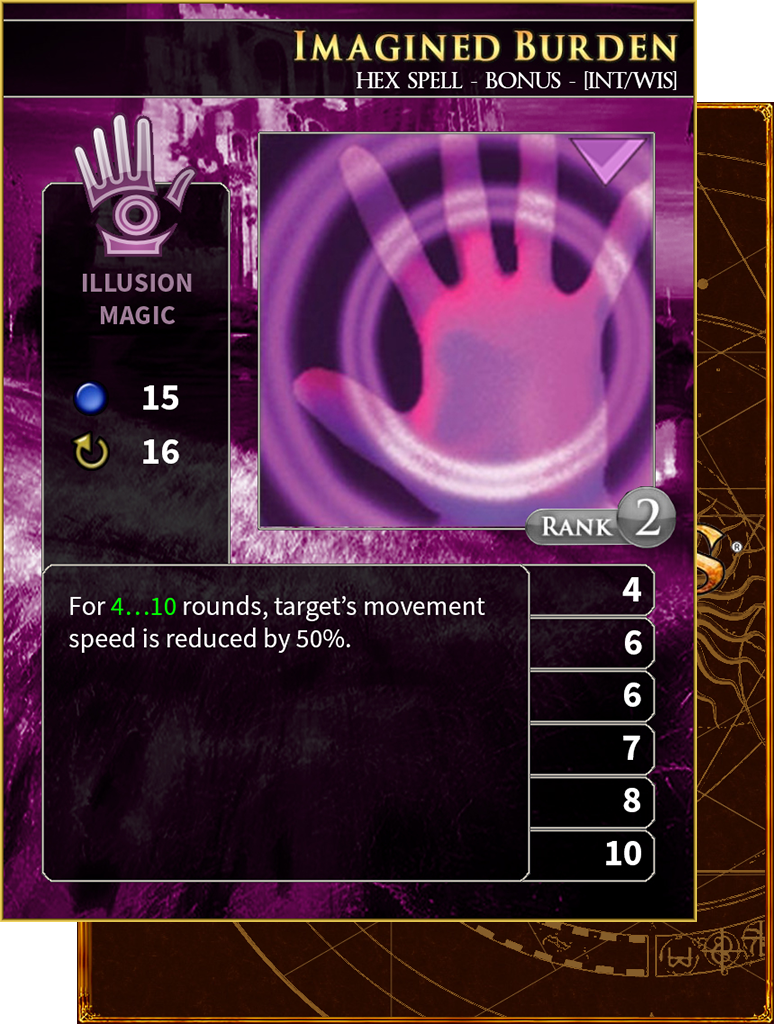 IMAGINED BURDEN
HEX SPELL - BONUS - [INT/WIS]
ILLUSION
MAGIC
15
16
RANK 2
For 4...10 rounds, target's movement
speed is reduced by 50%.
4
6
6
7
8
10
S®